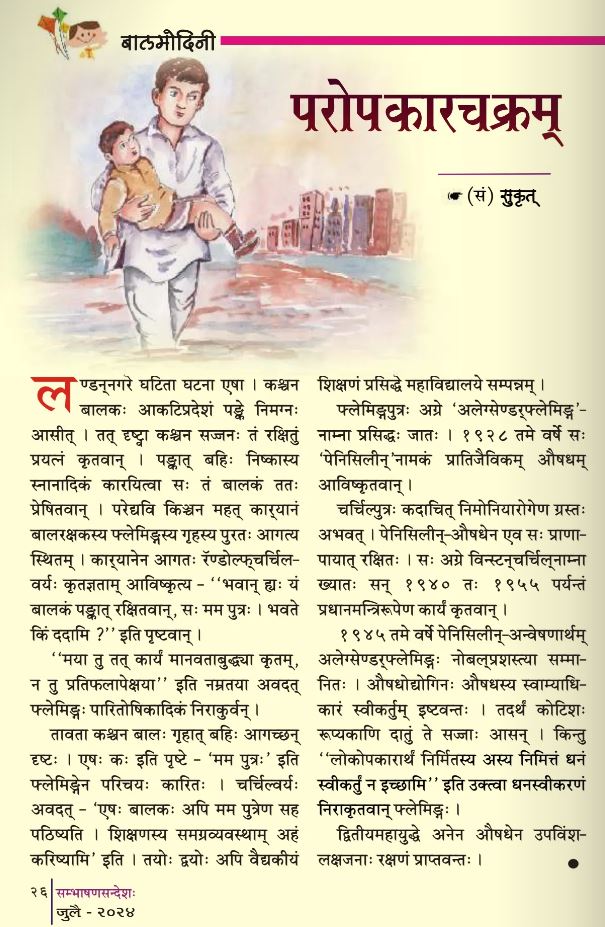 बालमोदिनी
परोपकारचक्रम्
☛ (सं) सुकृत्
लण्डन्‌नगरे घटिता घटना एषा । कश्चन
बालकः आकटिप्रदेशं पङ्के निमग्नः
आसीत् । तत् दृष्ट्वा कश्चन सज्जनः तं रक्षितुं
प्रयत्नं कृतवान् । पङ्कात् बहिः निष्कास्य
स्नानादिकं कारयित्वा सः तं बालकं ततः
प्रेषितवान् । परेद्यवि किञ्चन महत् कार्‌यानं
बालरक्षकस्य फ्लेमिङ्गस्य गृहस्य पुरतः आगत्य
स्थितम् । कार्‌यानेन आगतः रॅण्डोल्फ्‌चर्चिल-
वर्यः कृतज्ञताम् आविष्कृत्य - ‘‘भवान् ह्यः यं
बालकं पङ्कात् रक्षितवान्, सः मम पुत्रः । भवते
किं ददामि ?’’ इति पृष्टवान् ।
‘‘मया तु तत् कार्यं मानवताबुद्ध्या कृतम्,
न तु प्रतिफलापेक्षया’’ इति नम्रतया अवदत्
फ्लेमिङ्गः पारितोषिकादिकं निराकुर्वन् ।
तावता कश्चन बालः गृहात् बहिः आगच्छन्
दृष्टः । एषः कः इति पृष्टे - ‘मम पुत्रः’ इति
फ्लेमिङ्गेन परिचयः कारितः । चर्चिल्वर्यः
अवदत् - ‘एषः बालकः अपि मम पुत्रेण सह
पठिष्यति । शिक्षणस्य समग्रव्यवस्थाम् अहं
करिष्यामि’ इति । तयोः द्वयोः अपि वैद्यकीयं
शिक्षणं प्रसिद्धे महाविद्यालये सम्पन्नम् ।
फ्लेमिङ्गपुत्रः अग्रे ‘अलेग्सेण्डर्‌फ्लेमिङ्ग’-
नाम्ना प्रसिद्धः जातः । १९२८ तमे वर्षे सः
‘पेनिसिलीन्’नामकं प्रातिजैविकम् औषधम्
आविष्कृतवान् ।
चर्चिल्पुत्रः कदाचित् निमोनियारोगेण ग्रस्तः
अभवत् । पेनिसिलीन्-औषधेन एव सः प्राणा-
पायात् रक्षितः । सः अग्रे विन्स्टन्‌चर्चिल्‌नाम्ना
ख्यातः सन् १९४० तः १९५५ पर्यन्तं
प्रधानमन्त्रिरूपेण कार्यं कृतवान् ।
१९४५ तमे वर्षे पेनिसिलीन्-अन्वेषणार्थम्
अलेग्सेण्डर्‌फ्लेमिङ्गः नोबल्‌प्रशस्त्या सम्मा-
नितः । औषधोद्योगिनः औषधस्य स्वाम्याधि-
कारं स्वीकर्तुम् इष्टवन्तः । तदर्थं कोटिशः
रूप्यकाणि दातुं ते सज्जाः आसन् । किन्तु
‘‘लोकोपकारार्थं निर्मितस्य अस्य निमित्तं धनं
स्वीकर्तुं न इच्छामि’’ इति उक्त्वा धनस्वीकरणं
निराकृतवान् फ्लेमिङ्गः ।
द्वितीयमहायुद्धे अनेन औषधेन उपविंश-
लक्षजनाः रक्षणं प्राप्तवन्तः ।
२६ सम्भाषणसन्देशः
जुलै - २०२४